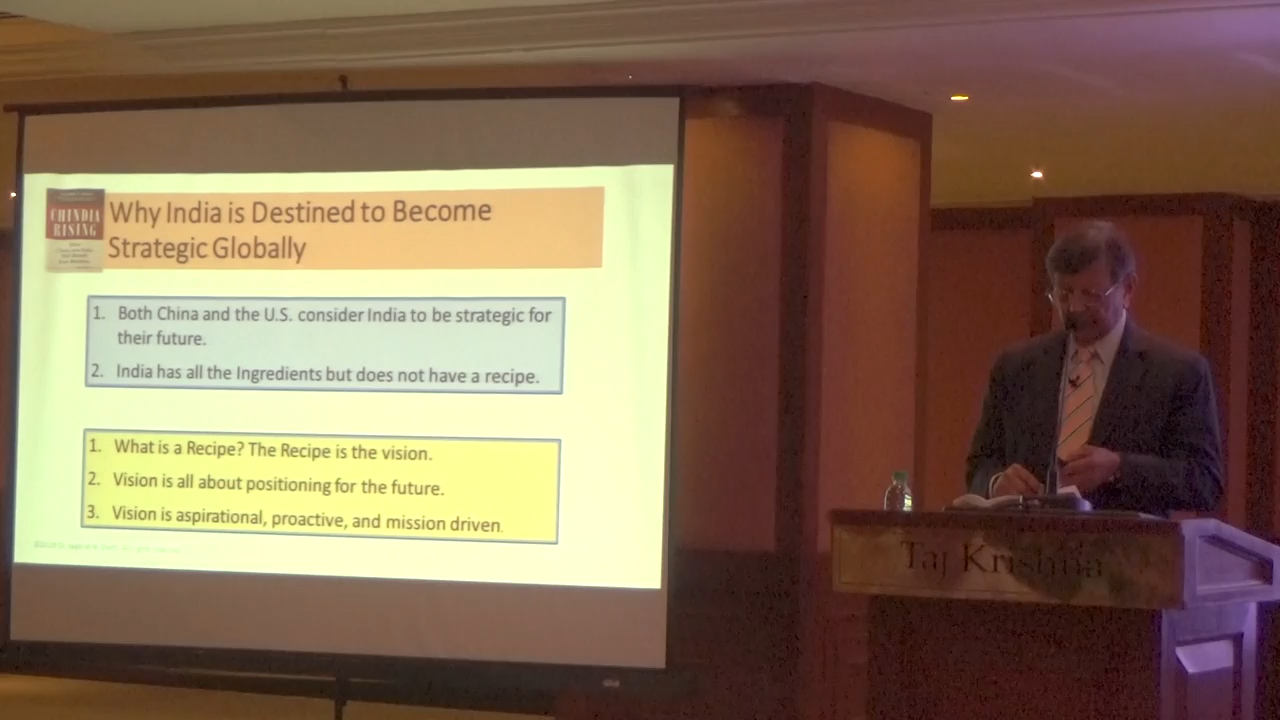 CHINDIA
RISING
Why India is Destined to Become
Strategic Globally
1. Both China and the U.S. consider India to be strategic for
their future.
2. India has all the Ingredients but does not have a recipe.
1. What is a Recipe? The Recipe is the vision.
2. Vision is all about positioning for the future.
3. Vision is aspirational, proactive, and mission driven.
Taj Krishna